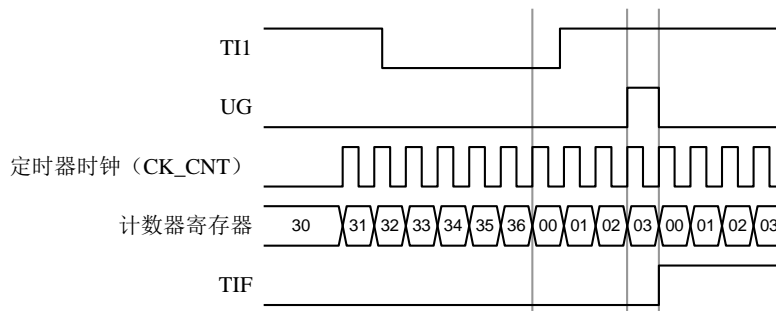 TI1
UG
定时器时钟（CK_CNT）
计数器寄存器 30 31 32 33 34 35 36 00 01 02 03 00 01 02 03
TIF